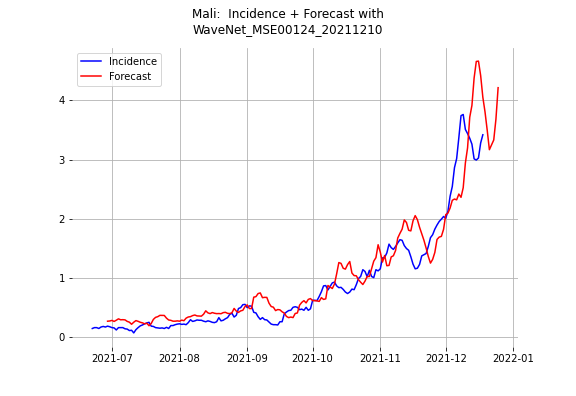 Mali:  Incidence + Forecast with
WaveNet_MSE00124_20211210
Incidence
Forecast
4
3
2
1
0
2021-07 2021-08 2021-09 2021-10 2021-11 2021-12 2022-01